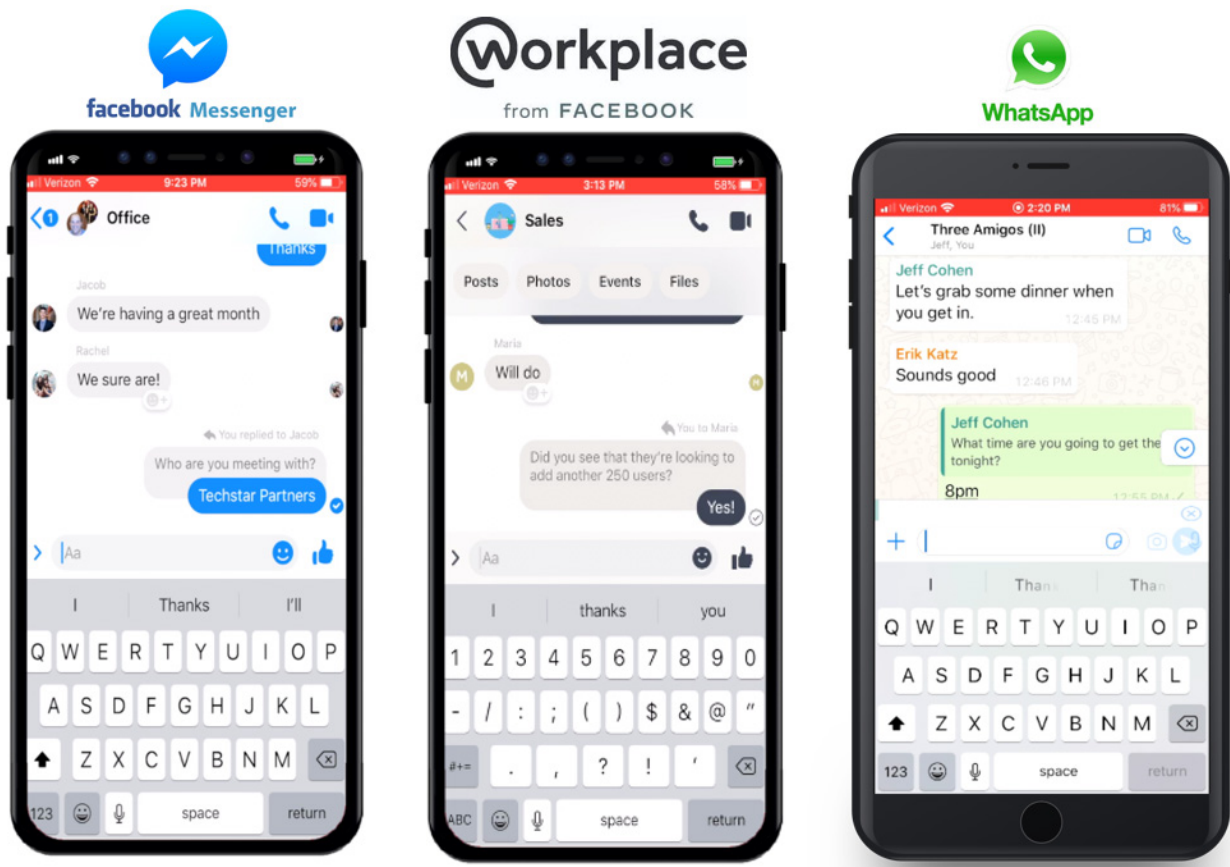 facebook Messenger
Verizon 9:23 PM 59%
1 Office
Thanks
Jacob
We're having a great month
Rachel
We sure are!
You replied to Jacob
Who are you meeting with?
Techstar Partners
Aa
I Thanks I'll
Q W E R T Y U I O P
A S D F G H J K L
Z X C V B N M
123 space return
Workplace
from FACEBOOK
Verizon 3:13 PM 58%
Sales
Posts Photos Events Files
Maria
M Will do M
You to Maria
Did you see that they're looking to
add another 250 users?
Yes!
Aa
I thanks you
1 2 3 4 5 6 7 8 9 0
- / : ; ( ) $ & @ "
#+= . , ? ! '
ABC space return
WhatsApp
Verizon 2:20 PM 81%
Three Amigos (II)
Jeff, You
Jeff Cohen
Let's grab some dinner when
you get in.
12:45 PM
Erik Katz
Sounds good 12:46 PM
Jeff Cohen
What time are you going to get the
tonight?
8pm
12:55 PM
I Than Than
Q W E R T Y U I O P
A S D F G H J K L
Z X C V B N M
123 space return